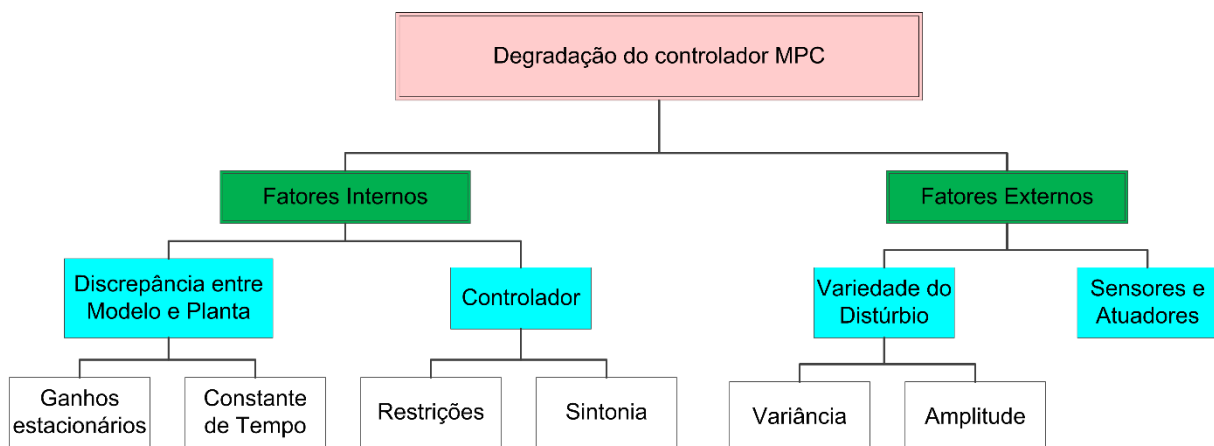 Degradação do controlador MPC
Fatores Internos
Fatores Externos
Discrepância entre
Modelo e Planta
Controlador
Variedade do
Distúrbio
Sensores e
Atuadores
Ganhos
estacionários
Constante
de Tempo
Restrições
Sintonia
Variância
Amplitude